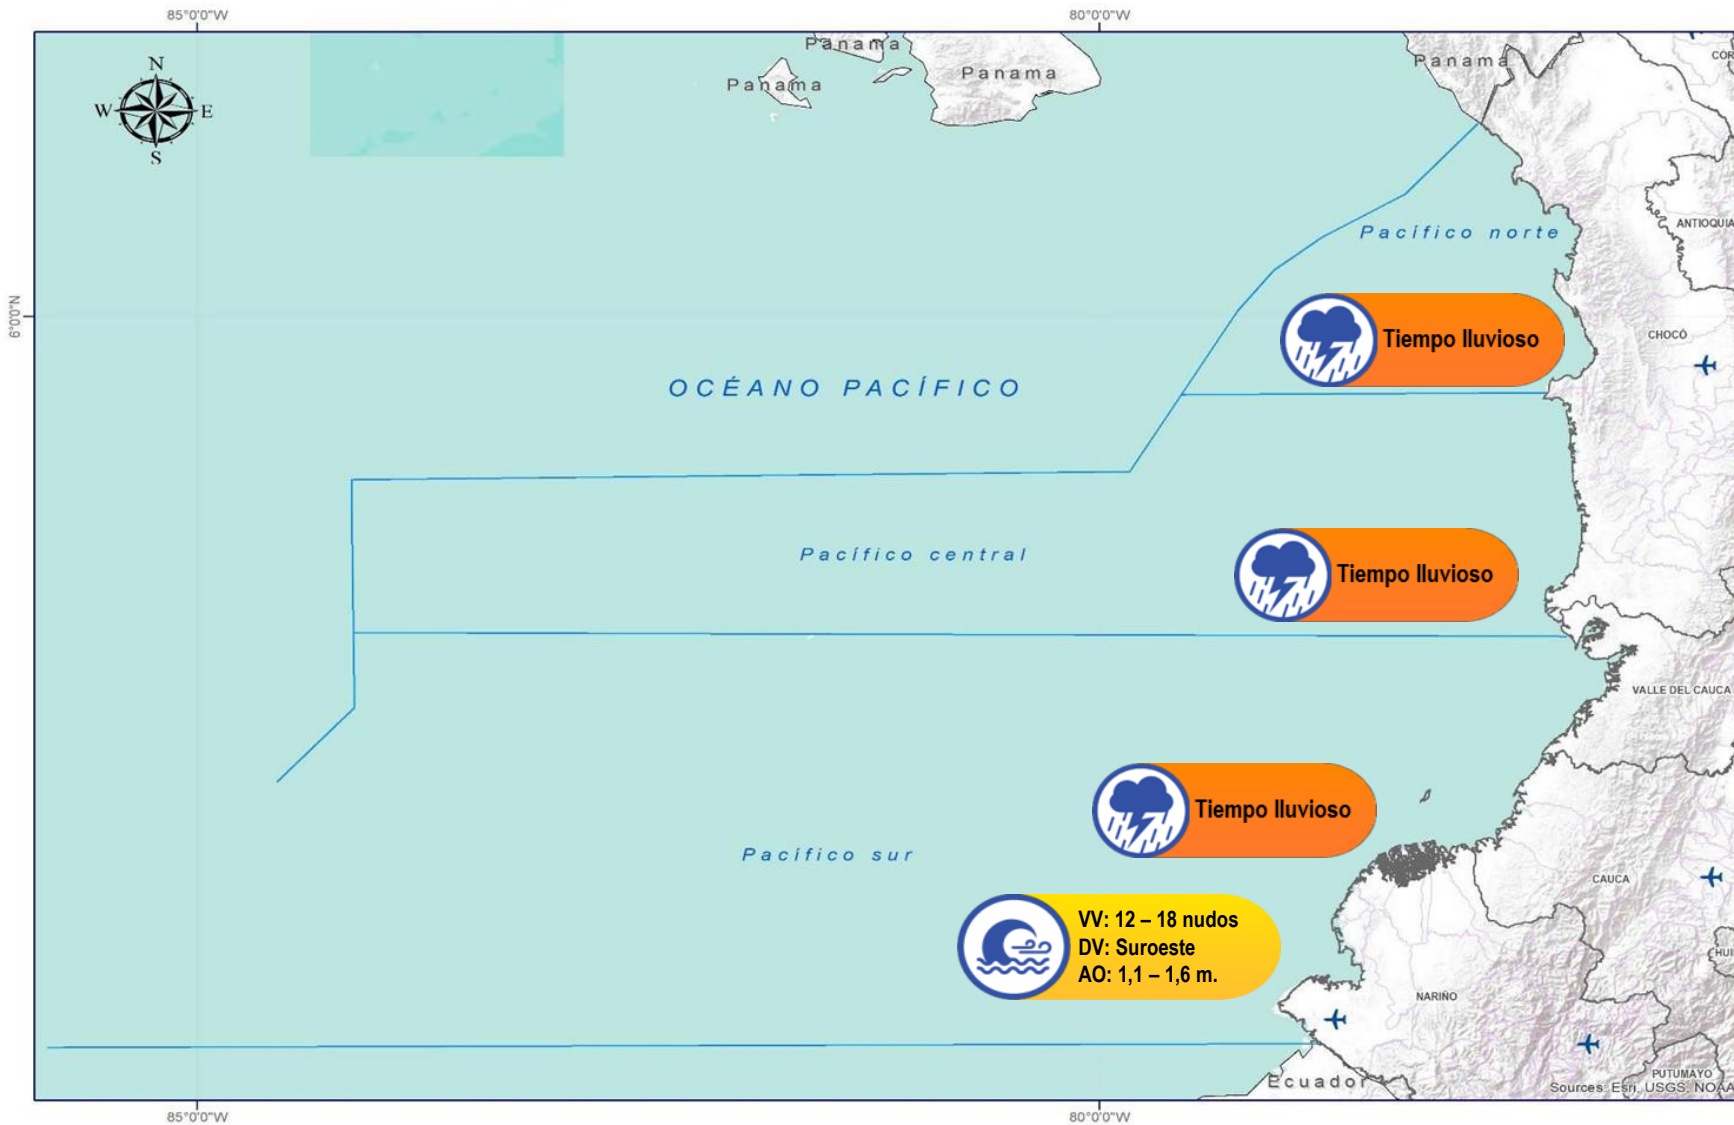 85°0'0"W
80°0'0"W
Panama
Panama
Panama
Panama
N
W
E
S
CÓR
ANTIOQUIA
Pacífico norte
6°0'0"N
Tiempo lluvioso
CHOCÓ
OCÉANO PACÍFICO
Pacífico central
Tiempo lluvioso
VALLE DEL CAUCA
Tiempo lluvioso
Pacífico sur
CAUCA
VV: 12 – 18 nudos
DV: Suroeste
AO: 1,1 – 1,6 m.
HUI
NARIÑO
PUTUMAYO
Ecuador
Sources: Esri, USGS, NOAA
85°0'0"W
80°0'0"W